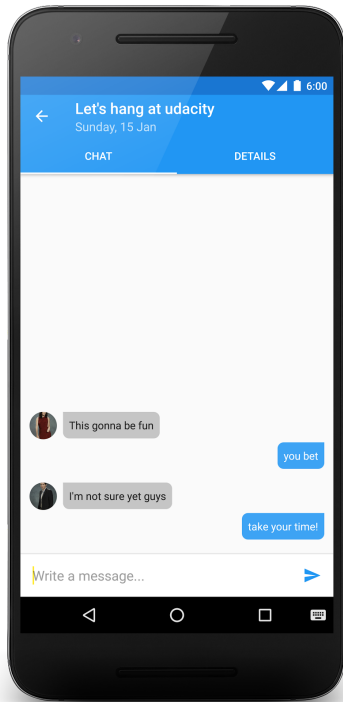 6:00
Let's hang at udacity
Sunday, 15 Jan
CHAT DETAILS
This gonna be fun
you bet
I'm not sure yet guys
take your time!
Write a message...